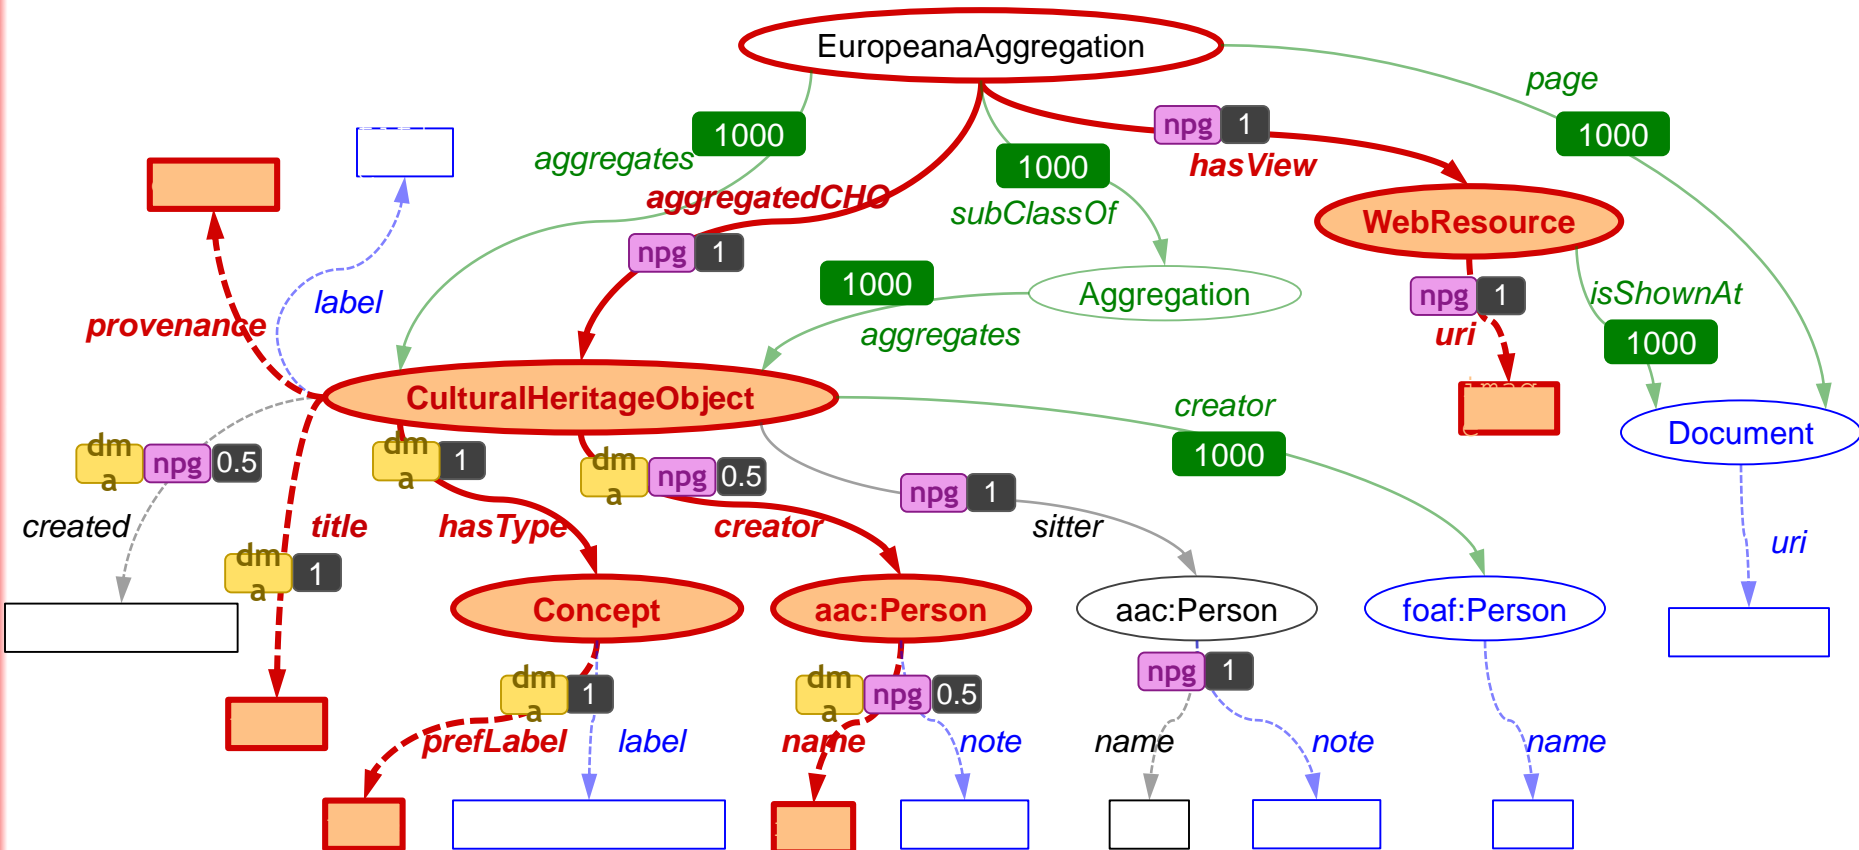 EuropeanaAggregation
page
1000
npg 1
1000
aggregates
1000
hasView
aggregatedCHO
subClassOf
WebResource
npg 1
1000
Aggregation
npg 1
isShownAt
label
provenance
aggregates
uri
1000
imag
CulturalHeritageObject
creator
Document
dm
a
npg 0.5
dm
a
1
dm
a
npg 0.5
1000
npg 1
created
title
hasType
creator
sitter
uri
dm
a
1
Concept
aac:Person
aac:Person
foaf:Person
dm
a
1
dm
a
npg 0.5
npg 1
prefLabel
label
name
note
name
note
name